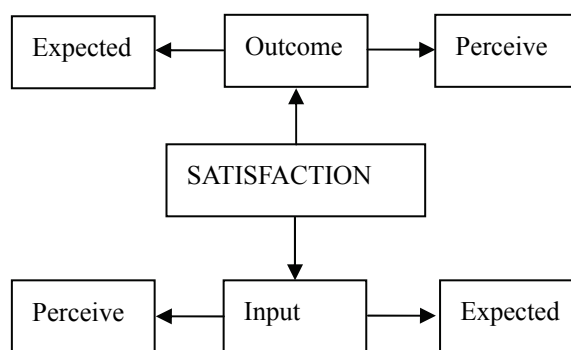 Expected
Outcome
Perceive
SATISFACTION
Perceive
Input
Expected